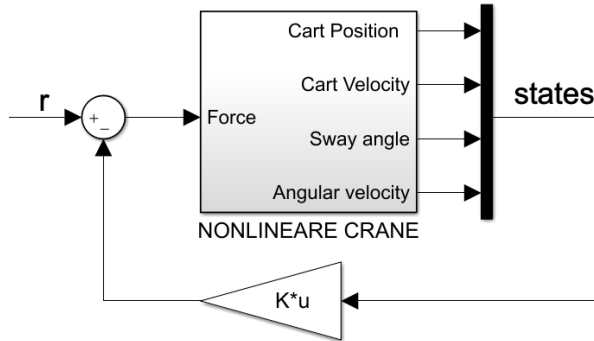 Cart Position
r
Cart Velocity
states
+
−
Force
Sway angle
Angular velocity
NONLINEARE CRANE
K*u